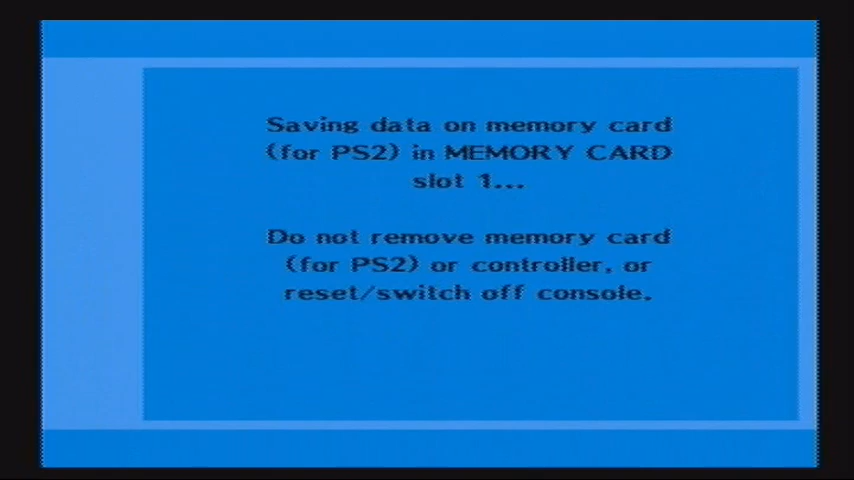 Saving data on memory card
(for PS2) in MEMORY CARD
slot 1...
Do not remove memory card
(for PS2) or controller, or
reset/switch off console.